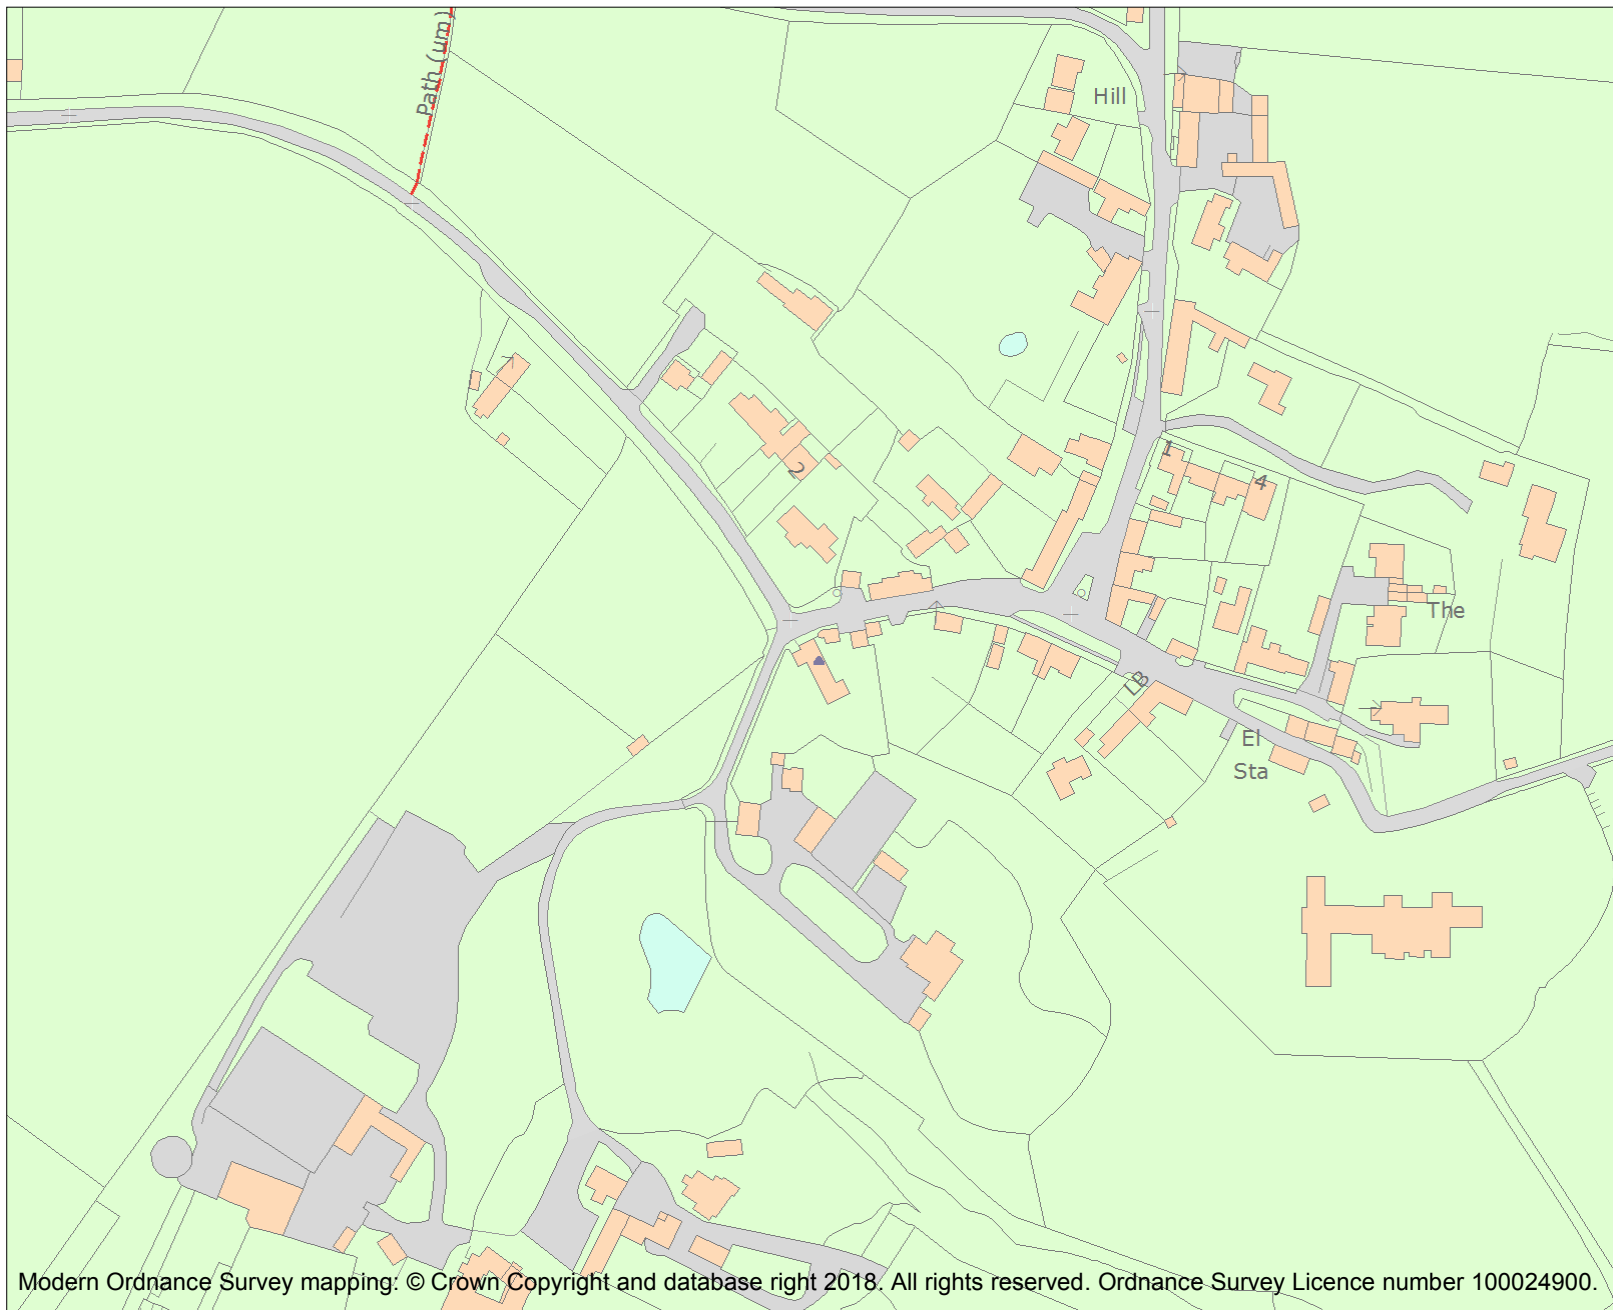 Path (um)
Hill
1
4
2
The
LB
El
Sta
Modern Ordnance Survey mapping: © Crown Copyright and database right 2018. All rights reserved. Ordnance Survey Licence number 100024900.